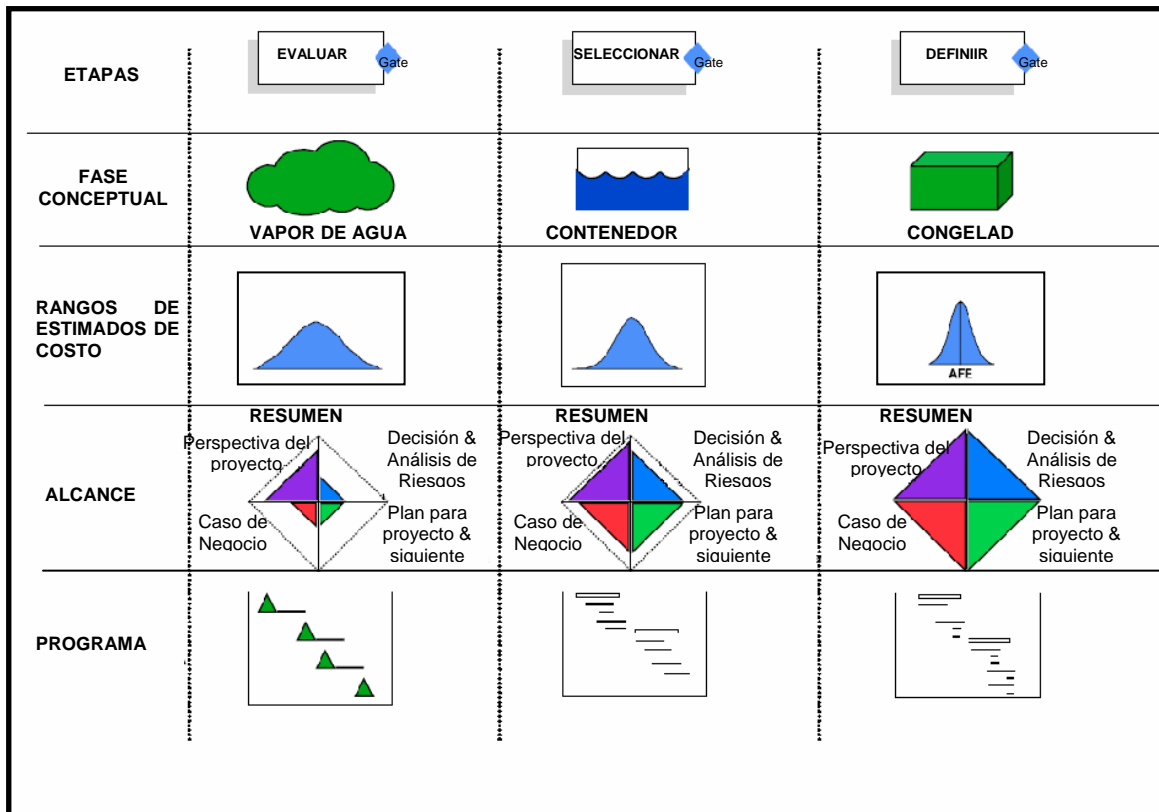 ETAPAS
EVALUAR
Gate
SELECCIONAR
Gate
DEFINIIR
Gate
FASE
CONCEPTUAL
VAPOR DE AGUA
CONTENEDOR
CONGELAD
RANGOS DE
ESTIMADOS DE
COSTO
AFE
ALCANCE
RESUMEN
Perspectiva del
proyecto
Decisión &
Análisis de
Riesgos
Caso de
Negocio
Plan para
proyecto &
siguiente
RESUMEN
Perspectiva del
proyecto
Decisión &
Análisis de
Riesgos
Caso de
Negocio
Plan para
proyecto &
siguiente
RESUMEN
Perspectiva del
proyecto
Decisión &
Análisis de
Riesgos
Caso de
Negocio
Plan para
proyecto &
siguiente
PROGRAMA